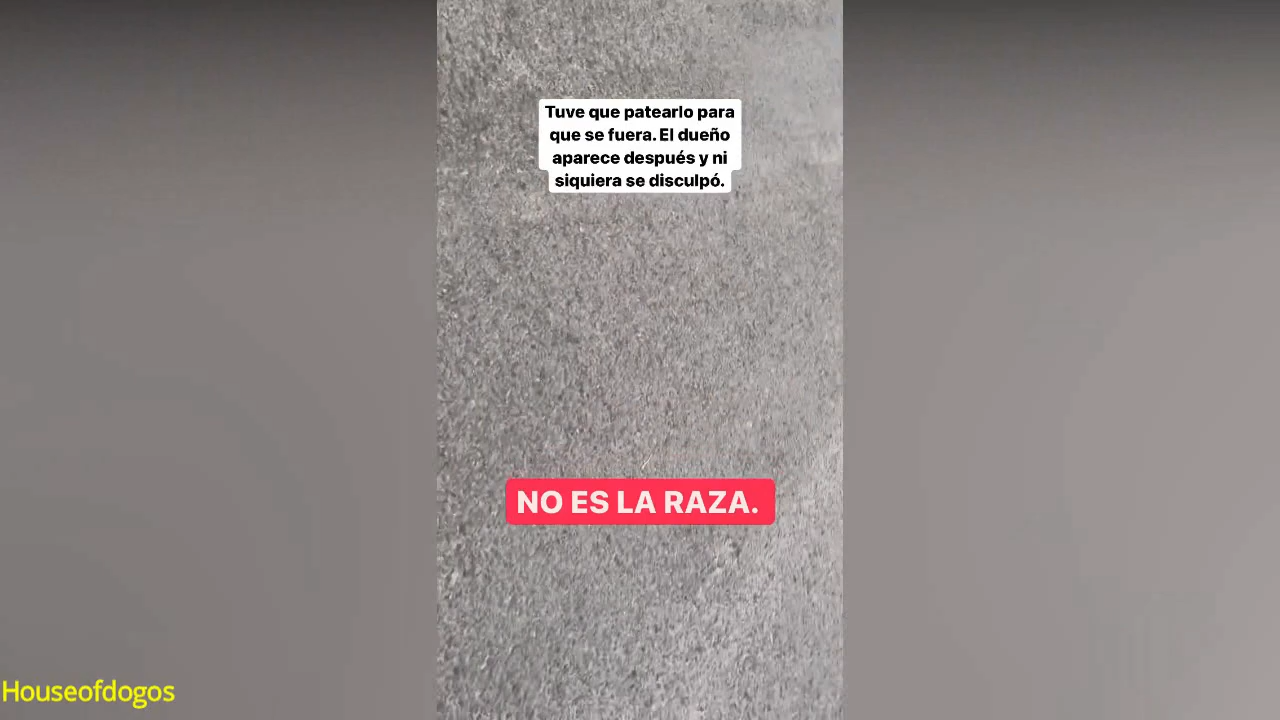 Tuve que patearlo para
que se fuera. El dueño
aparece después y ni
siquiera se disculpó.
NO ES LA RAZA.
Houseofdogos